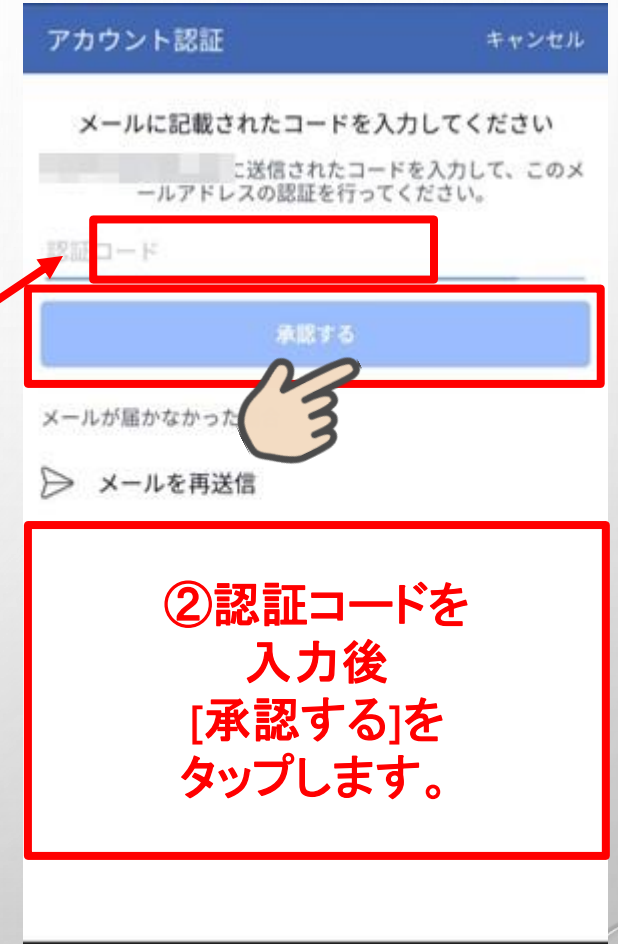 アカウント認証
キャンセル
メールに記載されたコードを入力してください
に送信されたコードを入力して、このメ
ールアドレスの認証を行ってください。
認証コード
承認する
メールが届かなかった
メールを再送信
②認証コードを
入力後
[承認する]を
タップします。